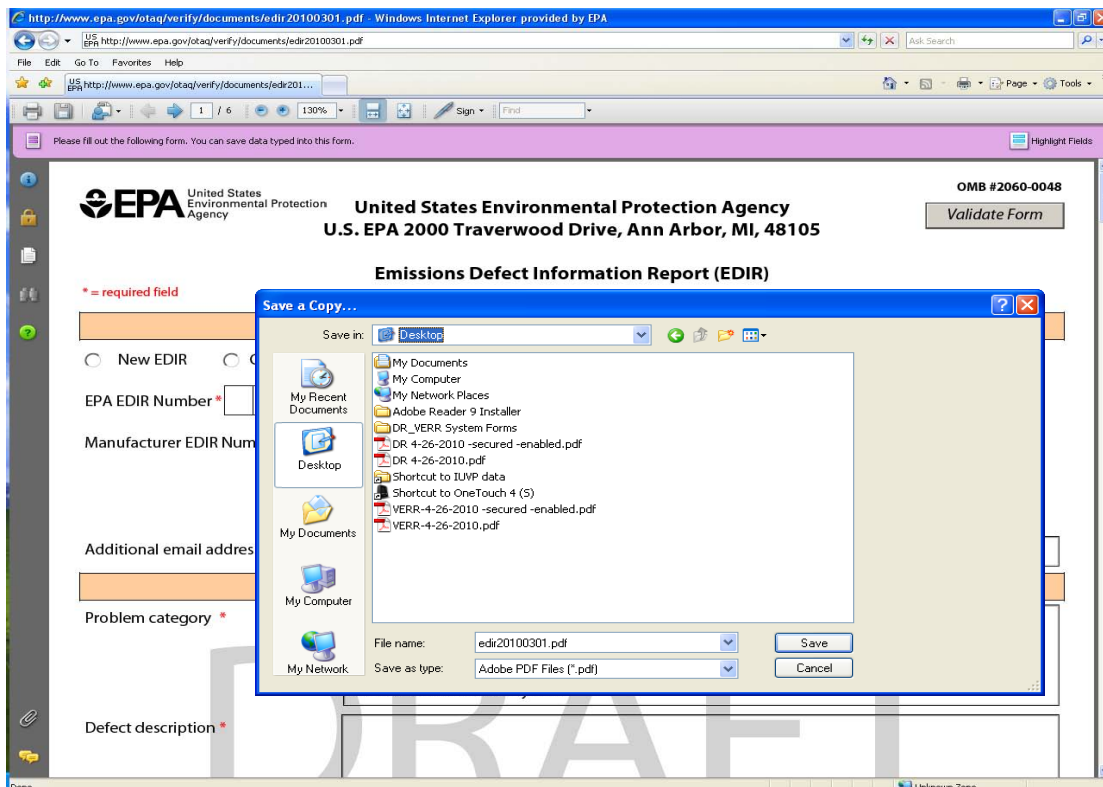 http://www.epa.gov/otaq/verify/documents/edir20100301.pdf - Windows Internet Explorer provided by EPA
US EPA http://www.epa.gov/otaq/verify/documents/edir20100301.pdf
Ask Search
File Edit Go To Favorites Help
US EPA http://www.epa.gov/otaq/verify/documents/edir201...
Page Tools
1 / 6 130% Sign Find
Please fill out the following form. You can save data typed into this form.
Highlight Fields
OMB #2060-0048
EPA United States
Environmental Protection
Agency
United States Environmental Protection Agency
Validate Form
U.S. EPA 2000 Traverwood Drive, Ann Arbor, MI, 48105
Emissions Defect Information Report (EDIR)
* = required field
Save a Copy...
Save in: Desktop
New EDIR
EPA EDIR Number *
Manufacturer EDIR Num
Additional email addres
Problem category *
Defect description *
My Recent
Documents
Desktop
My Documents
My Computer
My Network
My Documents
My Computer
My Network Places
Adobe Reader 9 Installer
DR_VERR System Forms
DR 4-26-2010 -secured -enabled.pdf
DR 4-26-2010.pdf
Shortcut to IUVP data
Shortcut to OneTouch 4 (S)
VERR-4-26-2010 -secured -enabled.pdf
VERR-4-26-2010.pdf
File name: edir20100301.pdf Save
Save as type: Adobe PDF Files (*.pdf) Cancel
DRAFT